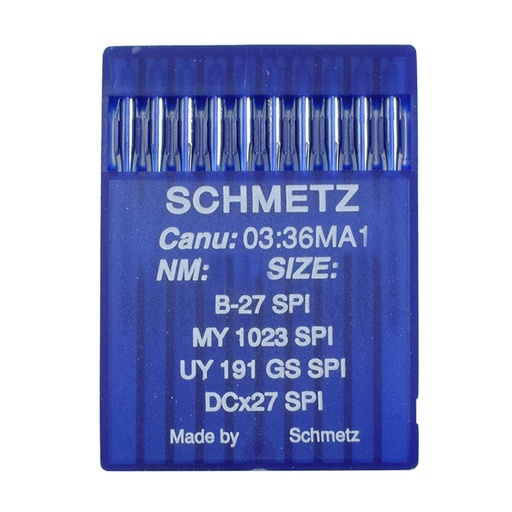 SCHMETZ
Canu: 03:36MA1
NM: SIZE:
B-27 SPI
MY 1023 SPI
UY 191 GS SPI
DCx27 SPI
Made by Schmetz